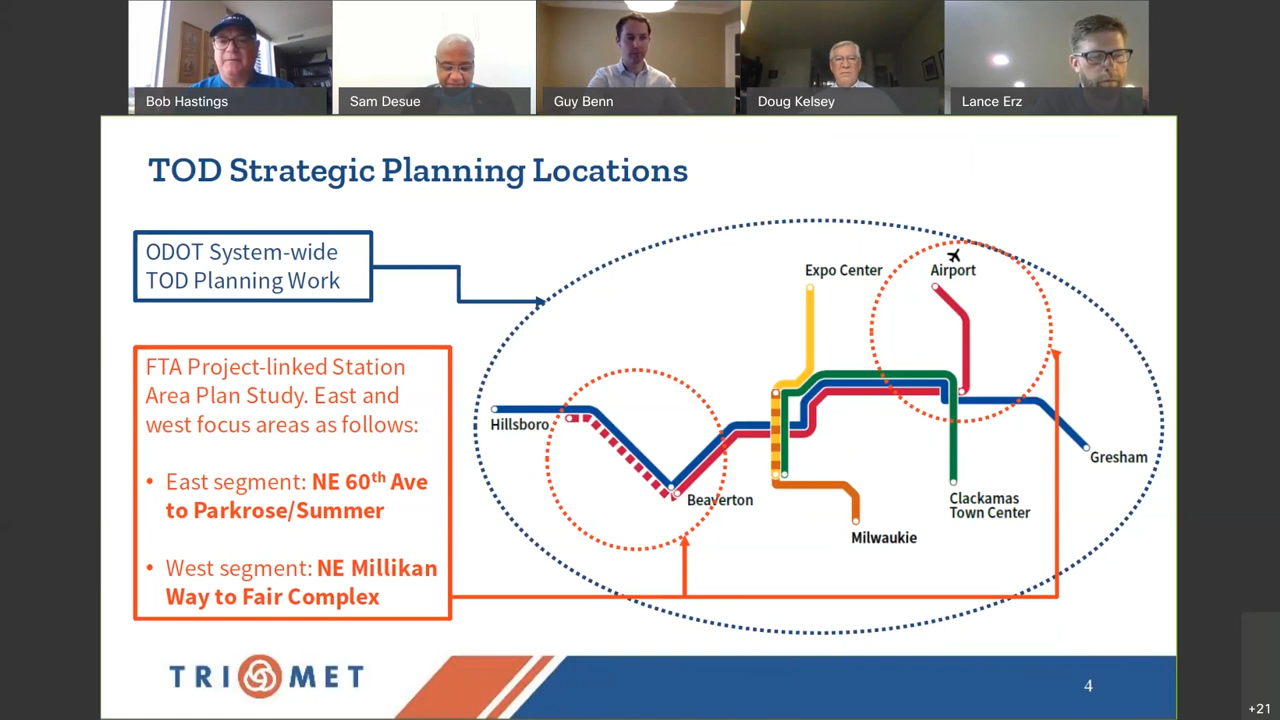 Bob Hastings
Sam Desue
Guy Benn
Doug Kelsey
Lance Erz
TOD Strategic Planning Locations
ODOT System-wide
TOD Planning Work
FTA Project-linked Station
Area Plan Study. East and
west focus areas as follows:
• East segment: NE 60th Ave
to Parkrose/Summer
• West segment: NE Millikan
Way to Fair Complex
Expo Center
Airport
Hillsboro
Beaverton
Gresham
Clackamas
Town Center
Milwaukie
TRI MET
4
+21